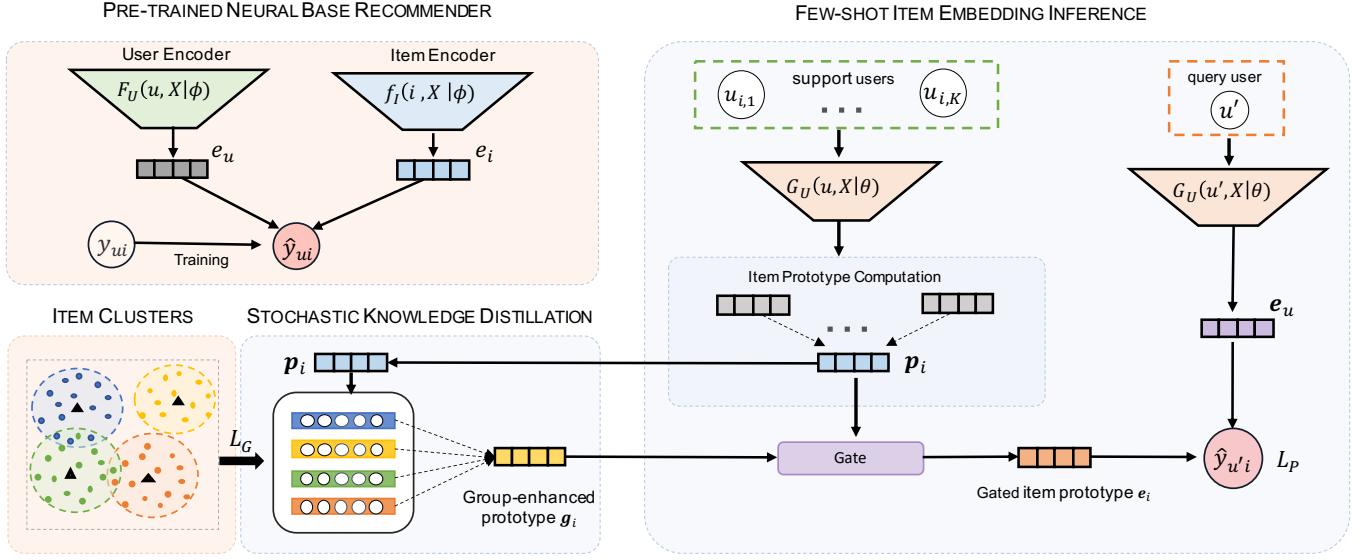 PRE-TRAINED NEURAL BASE RECOMMENDER
User Encoder
Item Encoder
F_U(u, X|ϕ)
f_I(i, X|ϕ)
e_u
e_i
y_ui
Training
ŷ_ui
ITEM CLUSTERS
L_G
STOCHASTIC KNOWLEDGE DISTILLATION
p_i
Group-enhanced
prototype g_i
FEW-SHOT ITEM EMBEDDING INFERENCE
support users
u_i,1
...
u_i,K
query user
u′
G_U(u, X|θ)
G_U(u′, X|θ)
Item Prototype Computation
...
p_i
e_u
Gate
Gated item prototype e_i
ŷ_u′i
L_P